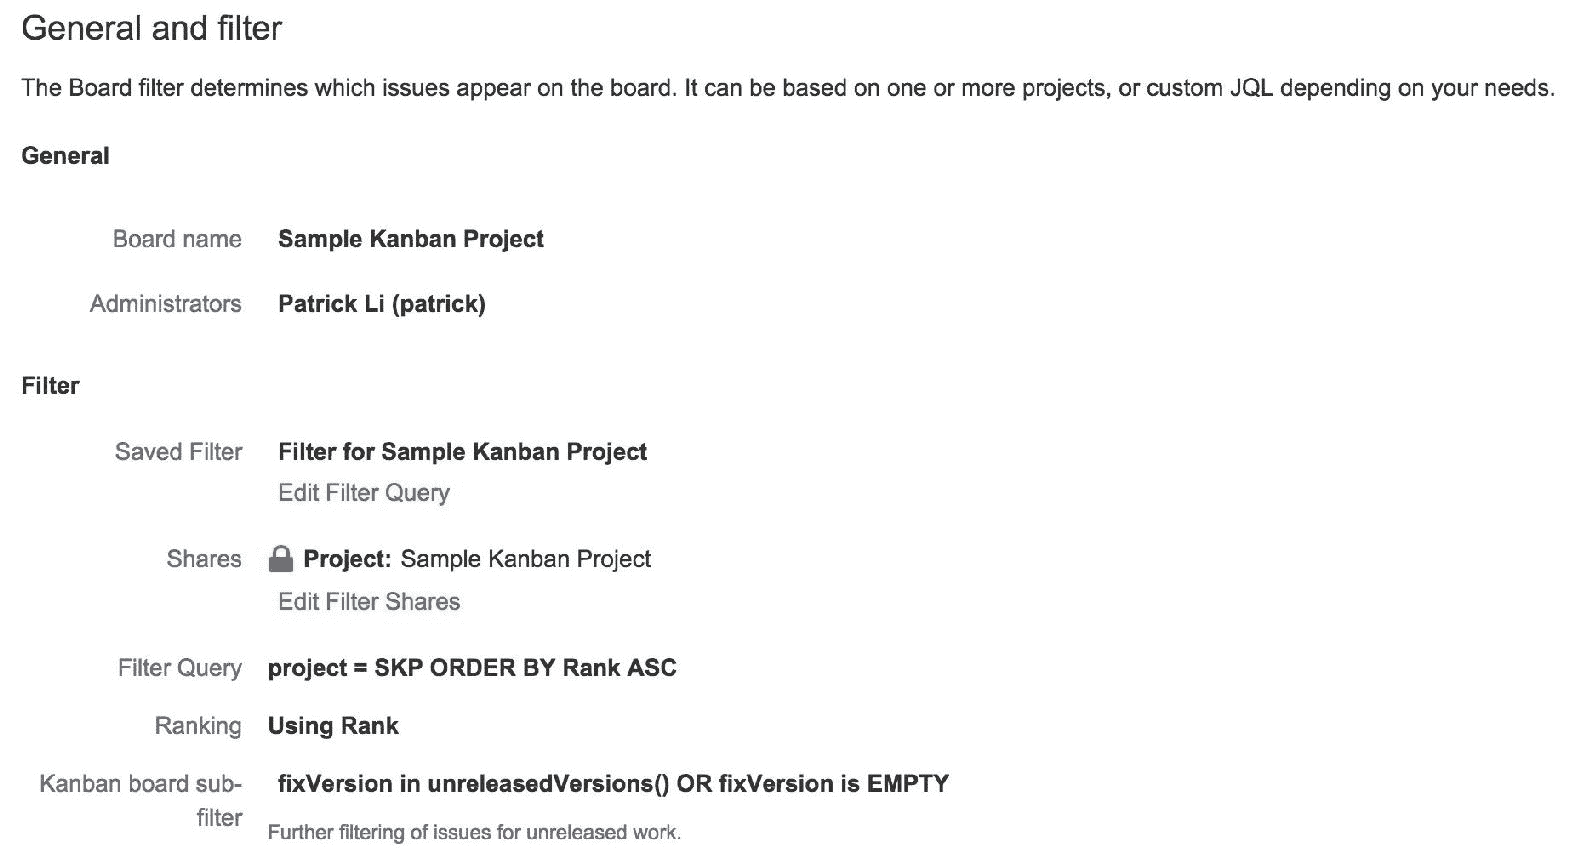 General and filter
The Board filter determines which issues appear on the board. It can be based on one or more projects, or custom JQL depending on your needs.
General
Board name Sample Kanban Project
Administrators Patrick Li (patrick)
Filter
Saved Filter Filter for Sample Kanban Project
Edit Filter Query
Shares Project: Sample Kanban Project
Edit Filter Shares
Filter Query project = SKP ORDER BY Rank ASC
Ranking Using Rank
Kanban board sub- fixVersion in unreleasedVersions() OR fixVersion is EMPTY
filter
Further filtering of issues for unreleased work.